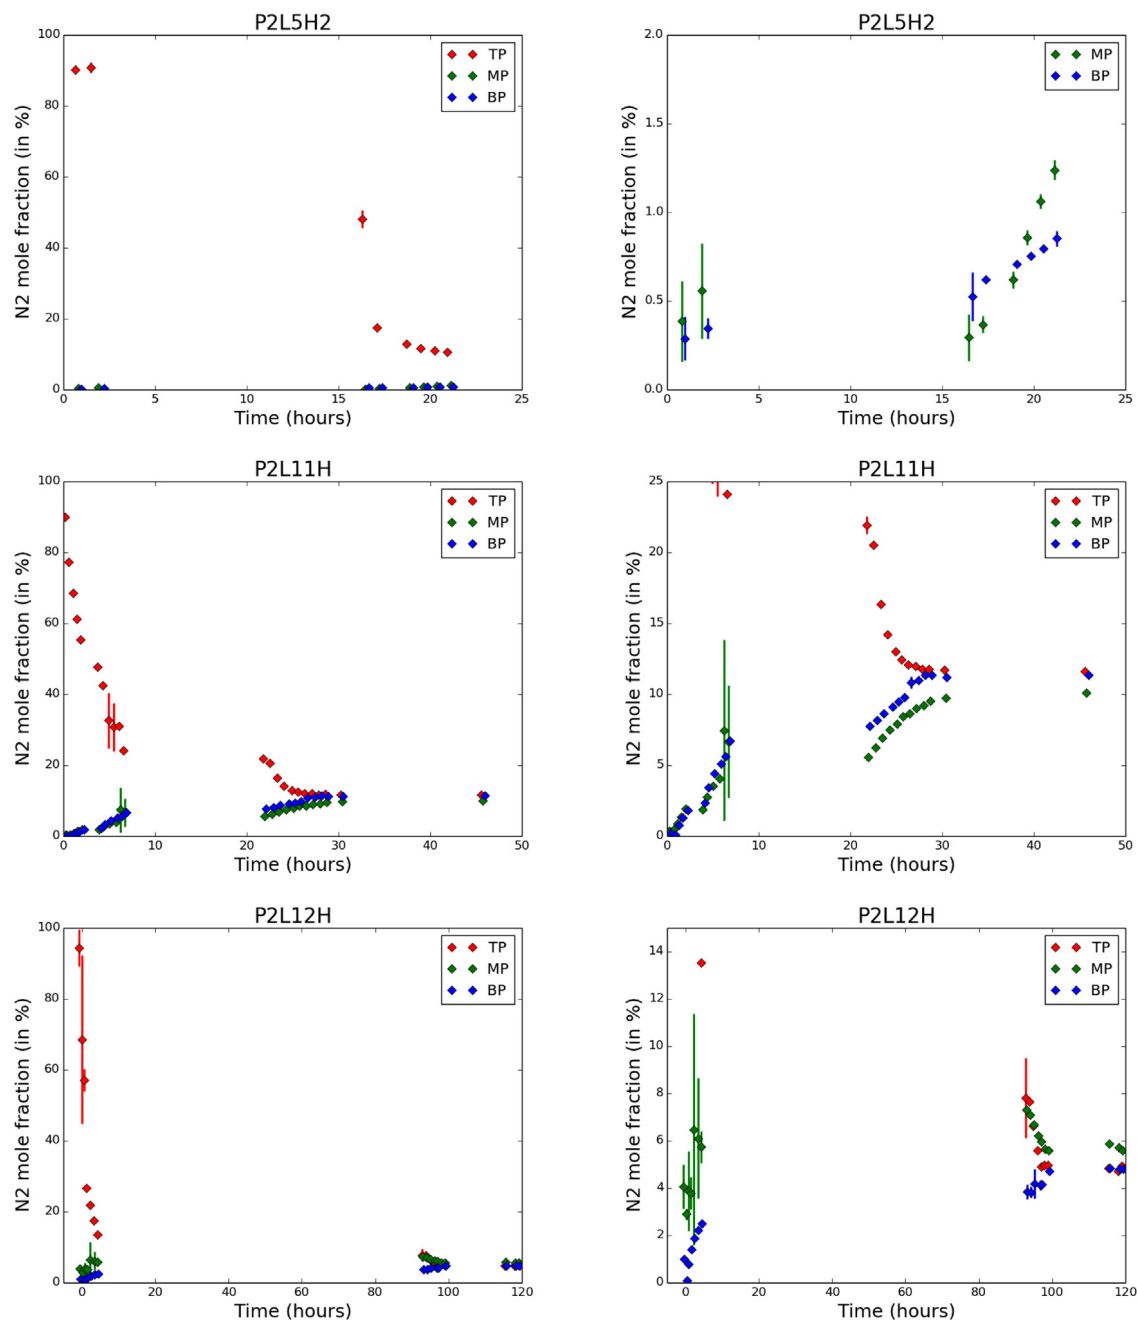 P2L5H2
N2 mole fraction (in %)
100
80
60
40
20
0
TP
MP
BP
0 5 10 15 20 25
Time (hours)
P2L5H2
N2 mole fraction (in %)
2.0
1.5
1.0
0.5
0.0
MP
BP
0 5 10 15 20 25
Time (hours)
P2L11H
N2 mole fraction (in %)
100
80
60
40
20
0
TP
MP
BP
0 10 20 30 40 50
Time (hours)
P2L11H
N2 mole fraction (in %)
25
20
15
10
5
0
TP
MP
BP
0 10 20 30 40 50
Time (hours)
P2L12H
N2 mole fraction (in %)
100
80
60
40
20
0
TP
MP
BP
0 20 40 60 80 100 120
Time (hours)
P2L12H
N2 mole fraction (in %)
14
12
10
8
6
4
2
0
TP
MP
BP
0 20 40 60 80 100 120
Time (hours)